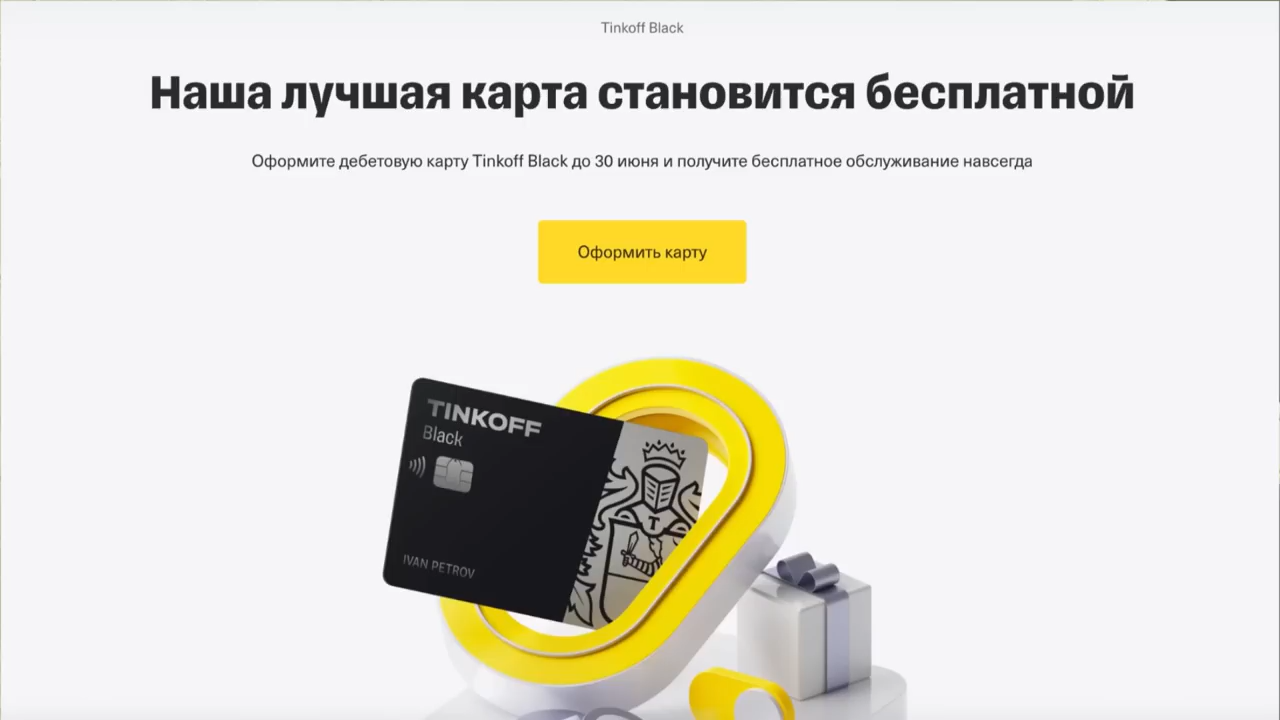 Tinkoff Black
Наша лучшая карта становится бесплатной
Оформите дебетовую карту Tinkoff Black до 30 июня и получите бесплатное обслуживание навсегда
Оформить карту
TINKOFF
Black
T
IVAN PETROV